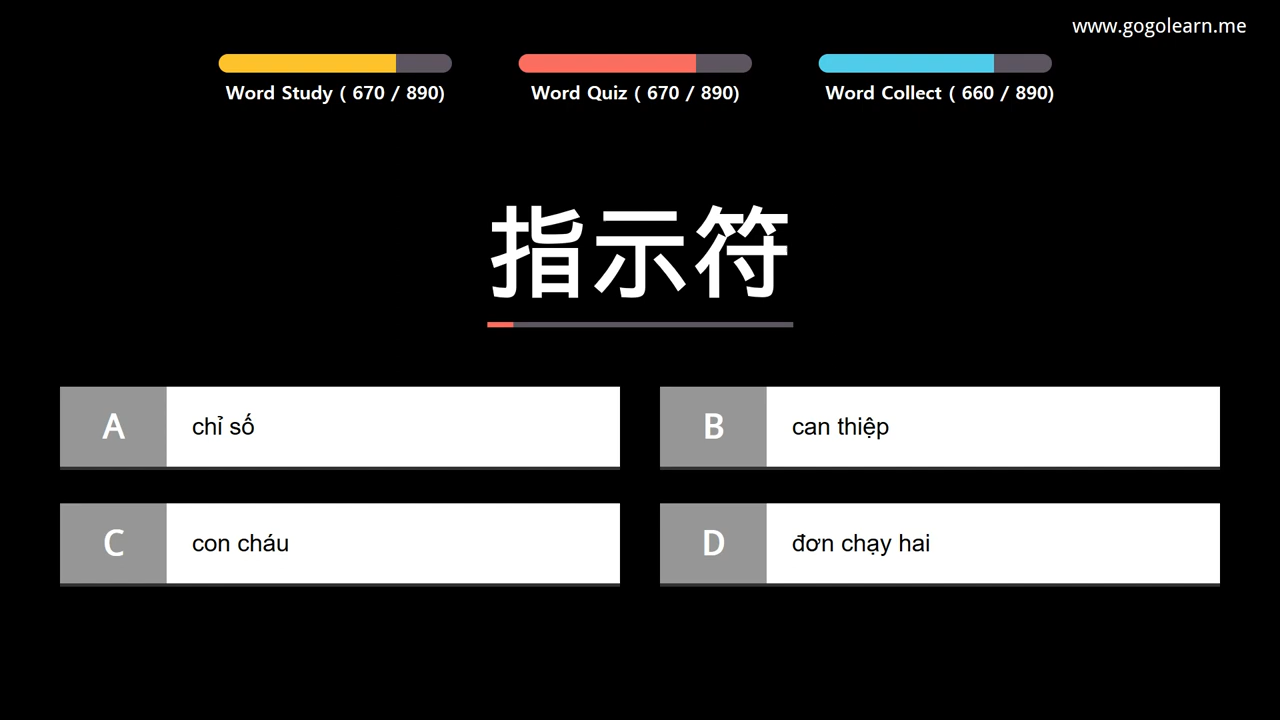 www.gogolearn.me
Word Study ( 670 / 890)
Word Quiz ( 670 / 890)
Word Collect ( 660 / 890)
指示符
A
chỉ số
B
can thiệp
C
con cháu
D
đơn chạy hai